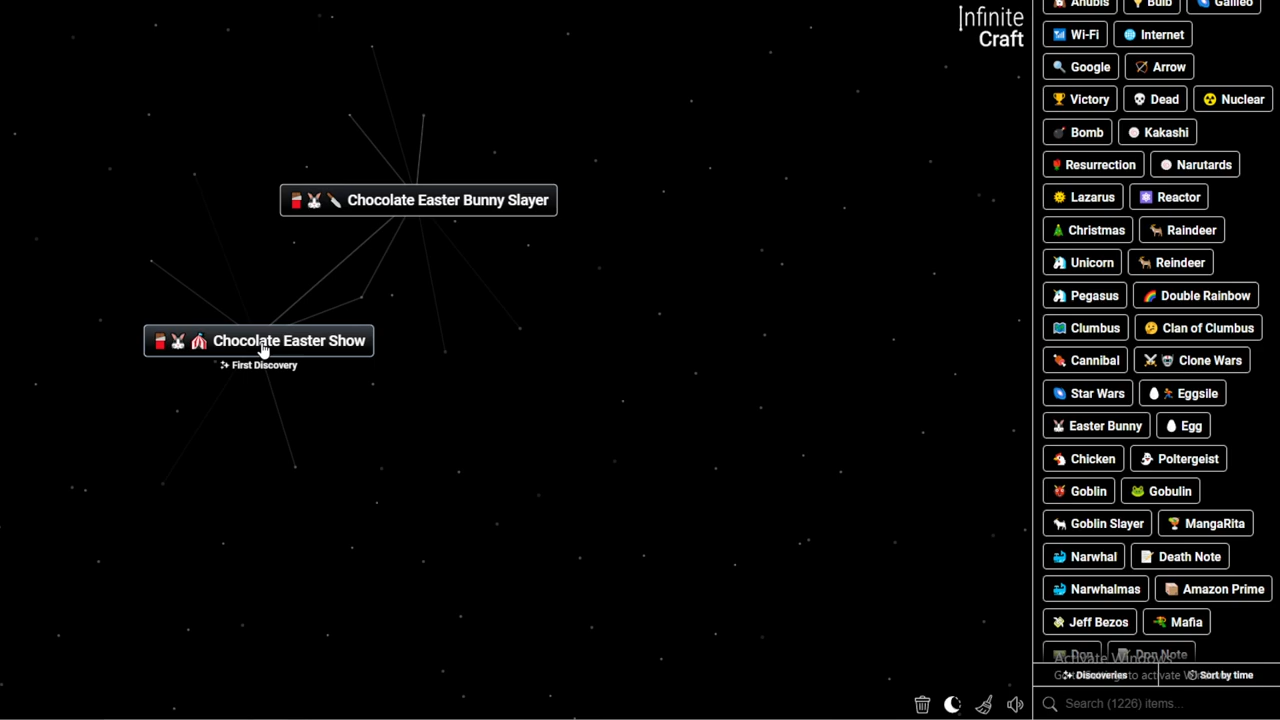 Infinite
Craft
Anubis Bulb Galileo
Wi-Fi Internet
Google Arrow
Victory Dead Nuclear
Bomb Kakashi
Resurrection Narutards
Lazarus Reactor
Christmas Raindeer
Unicorn Reindeer
Pegasus Double Rainbow
Clumbus Clan of Clumbus
Cannibal Clone Wars
Star Wars Eggsile
Easter Bunny Egg
Chicken Poltergeist
Goblin Gobulin
Goblin Slayer MangaRita
Narwhal Death Note
Narwhalmas Amazon Prime
Jeff Bezos Mafia
Don Don Note
Activate Windows
Discoveries Sort by time
Search (1226) items...
Chocolate Easter Bunny Slayer
Chocolate Easter Show
First Discovery